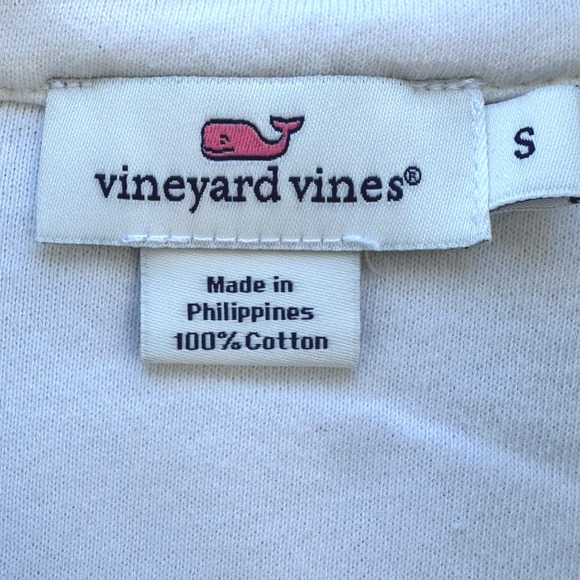 vineyard vines®
S
Made in
Philippines
100% Cotton